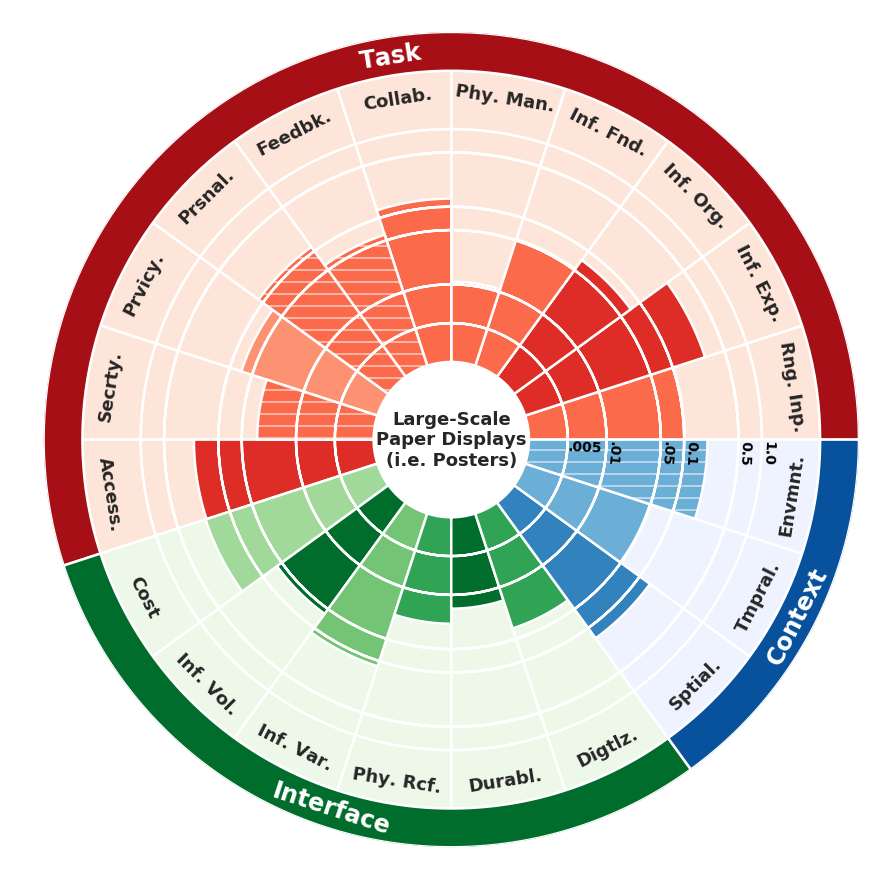 Task
Collab.
Phy. Man.
Feedbk.
Inf. Fnd.
Prsnal.
Inf. Org.
Prvicy.
Inf. Exp.
Secrty.
Rng. Inp.
Large-Scale
Paper Displays
(i.e. Posters)
.005
.01
.05
0.1
0.5
1.0
Access.
Envmnt.
Cost
Tmpral.
Context
Inf. Vol.
Sptial.
Inf. Var.
Digtlz.
Phy. Rcf.
Durabl.
Interface